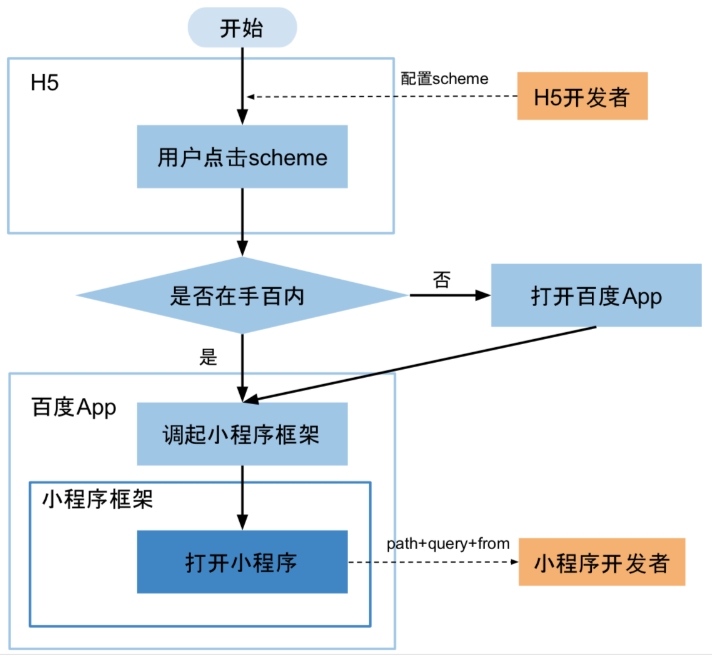 开始
H5
配置scheme
H5开发者
用户点击scheme
是否在手百内
否
打开百度App
是
百度App
调起小程序框架
小程序框架
打开小程序
path+query+from
小程序开发者